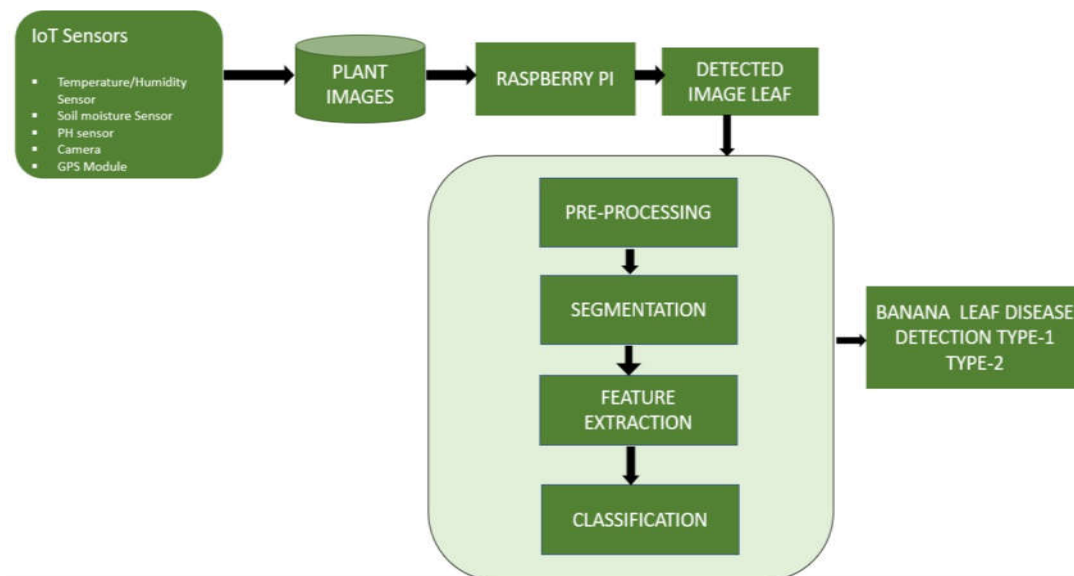 IoT Sensors
▪ Temperature/Humidity
Sensor
▪ Soil moisture Sensor
▪ PH sensor
▪ Camera
▪ GPS Module
PLANT
IMAGES
RASPBERRY PI
DETECTED
IMAGE LEAF
PRE-PROCESSING
SEGMENTATION
FEATURE
EXTRACTION
CLASSIFICATION
BANANA LEAF DISEASE
DETECTION TYPE-1
TYPE-2